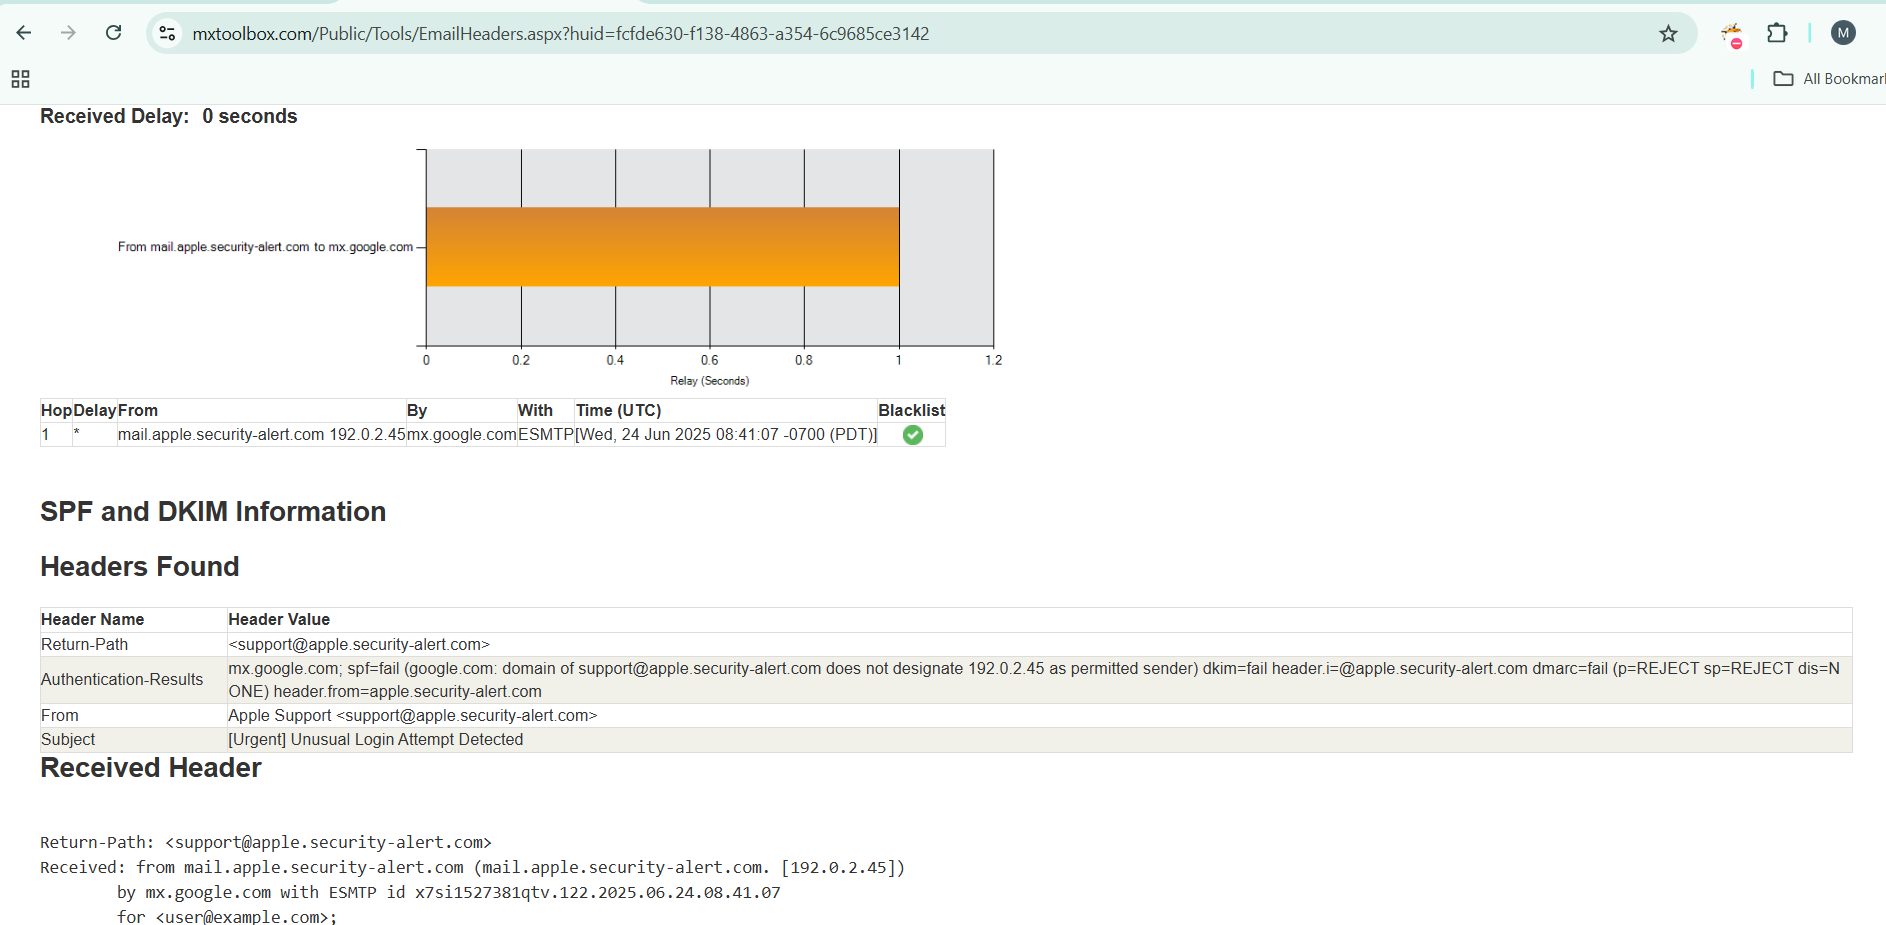 mxtoolbox.com/Public/Tools/EmailHeaders.aspx?huid=fcfde630-f138-4863-a354-6c9685ce3142
M
All Bookmar
Received Delay: 0 seconds
From mail.apple.security-alert.com to mx.google.com
0 0.2 0.4 0.6 0.8 1 1.2
Relay (Seconds)
Hop Delay From By With Time (UTC) Blacklist
1 * mail.apple.security-alert.com 192.0.2.45 mx.google.com ESMTP [Wed, 24 Jun 2025 08:41:07 -0700 (PDT)]
SPF and DKIM Information
Headers Found
Header Name Header Value
Return-Path <support@apple.security-alert.com>
Authentication-Results mx.google.com; spf=fail (google.com: domain of support@apple.security-alert.com does not designate 192.0.2.45 as permitted sender) dkim=fail header.i=@apple.security-alert.com dmarc=fail (p=REJECT sp=REJECT dis=N
ONE) header.from=apple.security-alert.com
From Apple Support <support@apple.security-alert.com>
Subject [Urgent] Unusual Login Attempt Detected
Received Header
Return-Path: <support@apple.security-alert.com>
Received: from mail.apple.security-alert.com (mail.apple.security-alert.com. [192.0.2.45])
by mx.google.com with ESMTP id x7si1527381qtv.122.2025.06.24.08.41.07
for <user@example.com>;